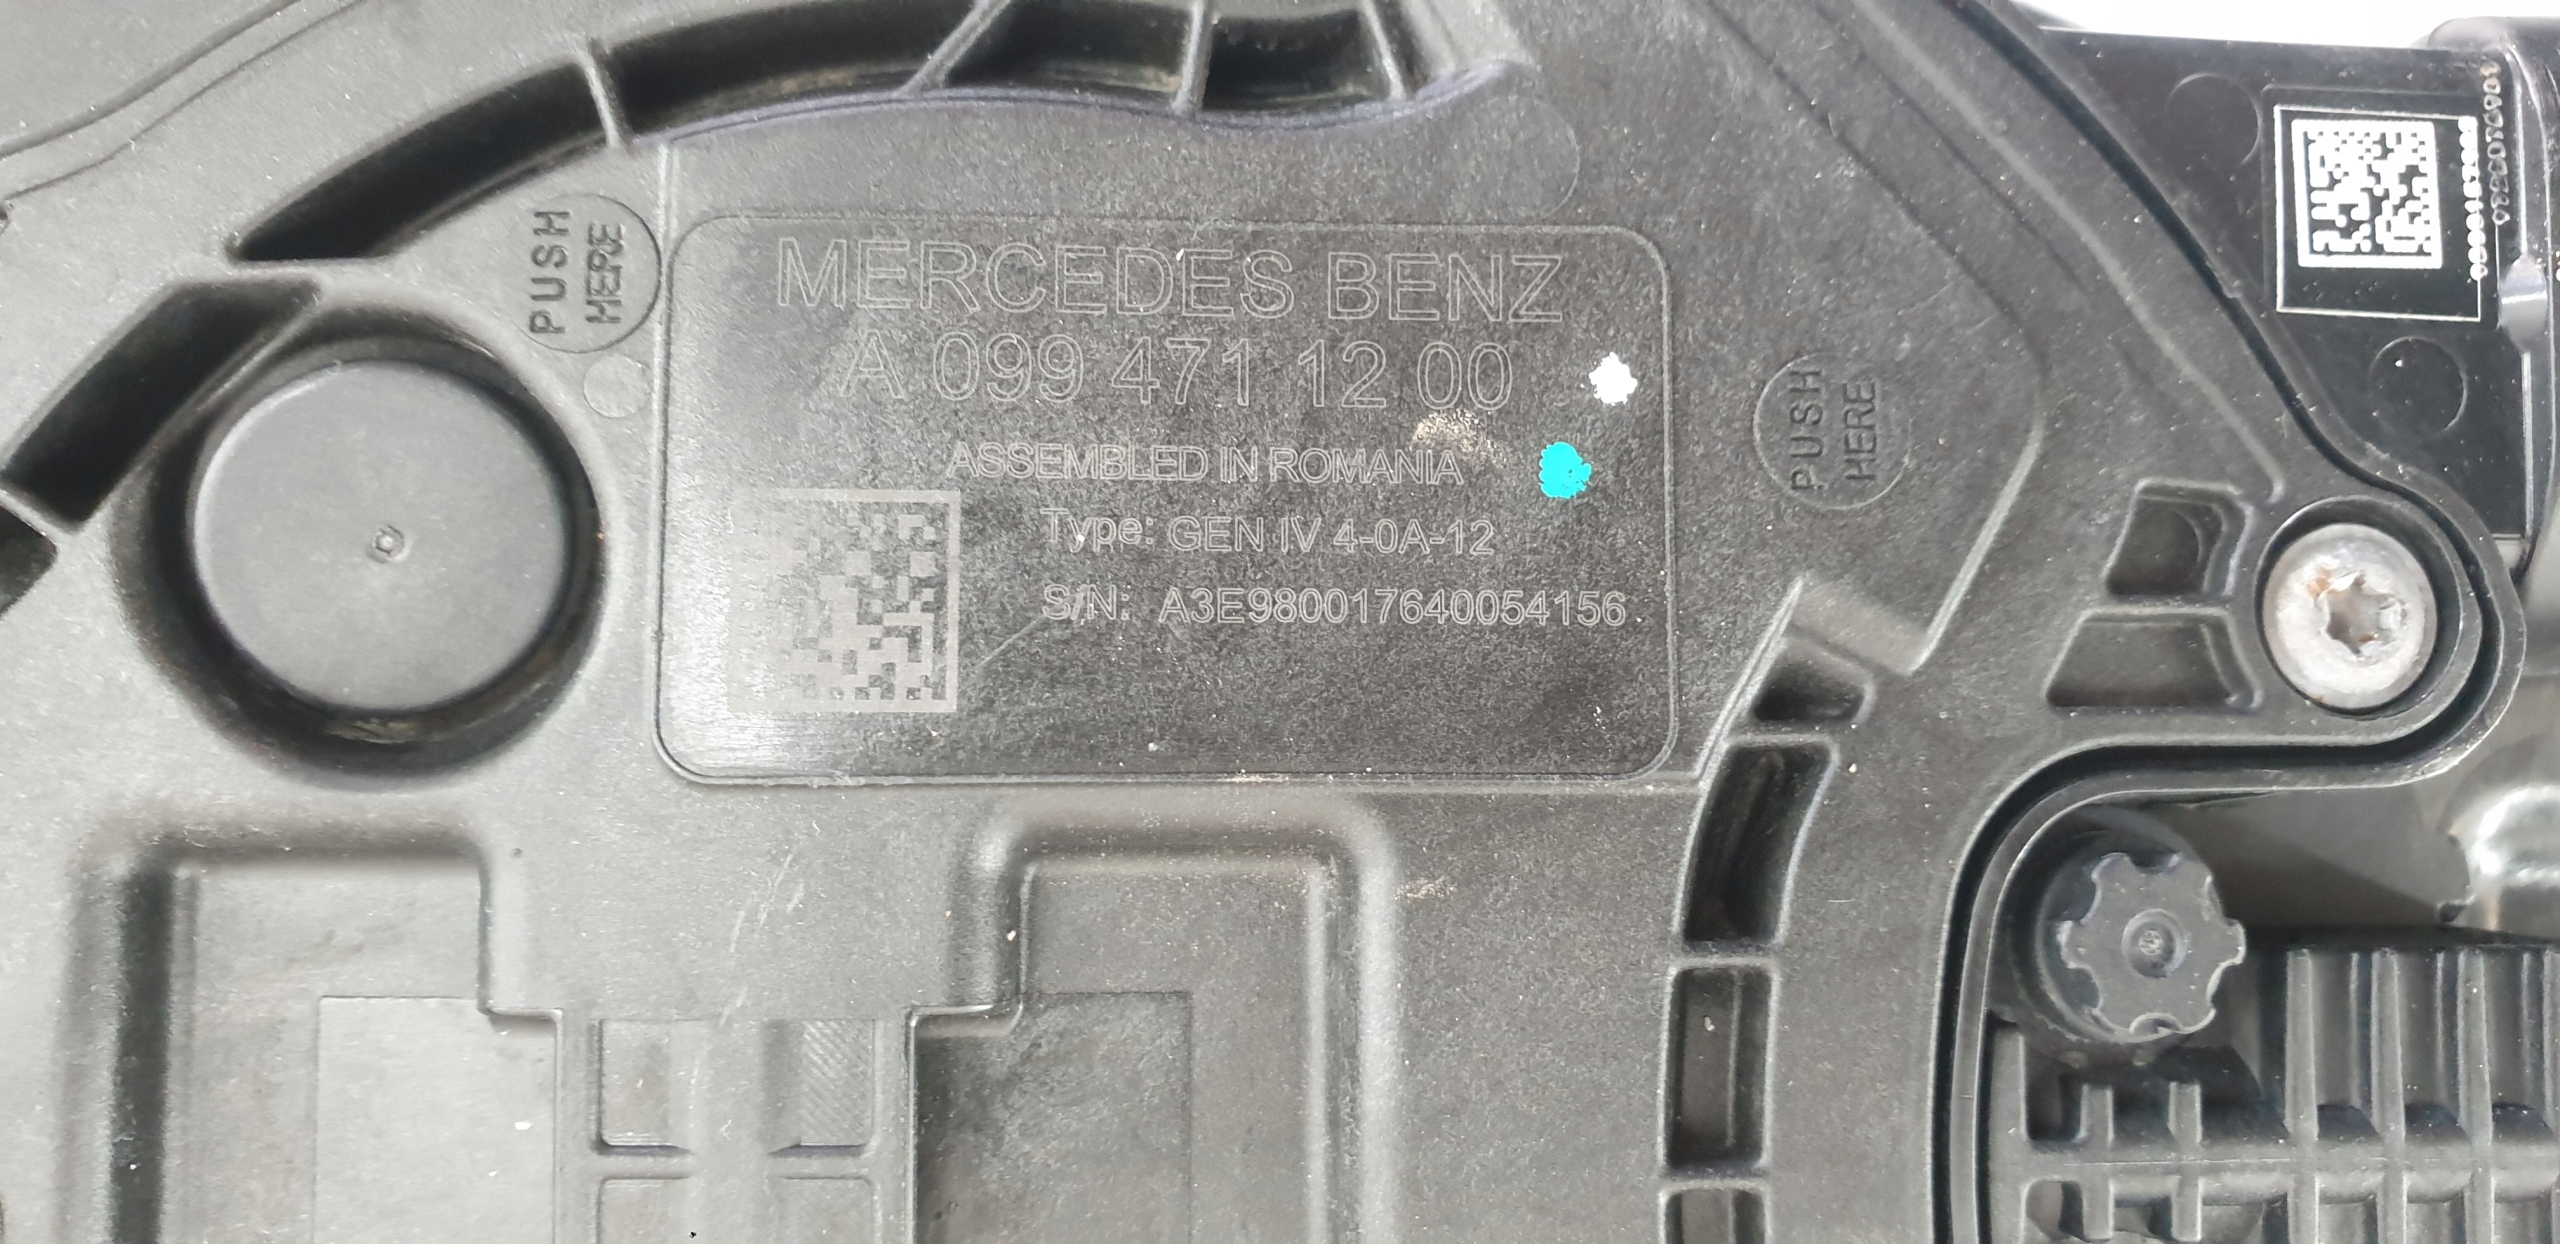 PUSH
HERE
MERCEDES BENZ
A 099 471 12 00
ASSEMBLED IN ROMANIA
Type: GEN IV 4-0A-12
S/N: A3E980017640054156
PUSH
HERE